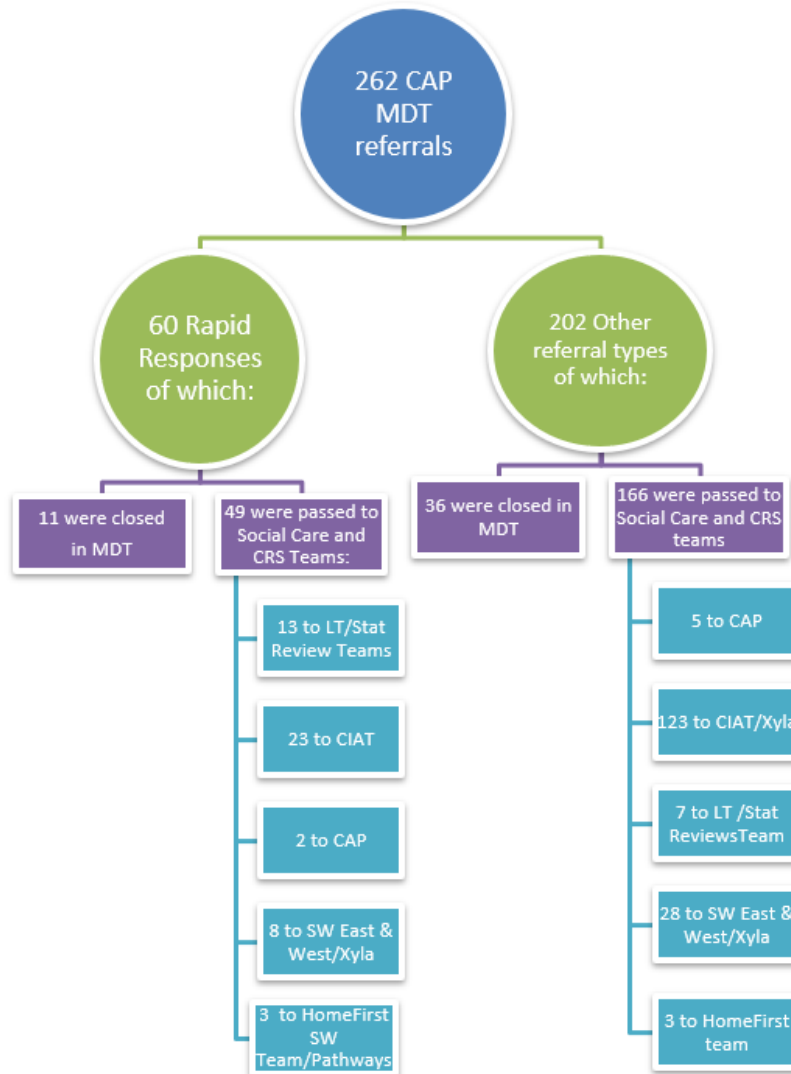 262 CAP
MDT
referrals
60 Rapid
Responses
of which:
202 Other
referral types
of which:
11 were closed
in MDT
49 were passed to
Social Care and
CRS Teams:
36 were closed in
MDT
166 were passed to
Social Care and CRS
teams
13 to LT/Stat
Review Teams
23 to CIAT
2 to CAP
8 to SW East &
West/Xyla
3  to HomeFirst
SW
Team/Pathways
5 to CAP
123 to CIAT/Xyla
7 to LT /Stat
ReviewsTeam
28 to SW East &
West/Xyla
3 to HomeFirst
team